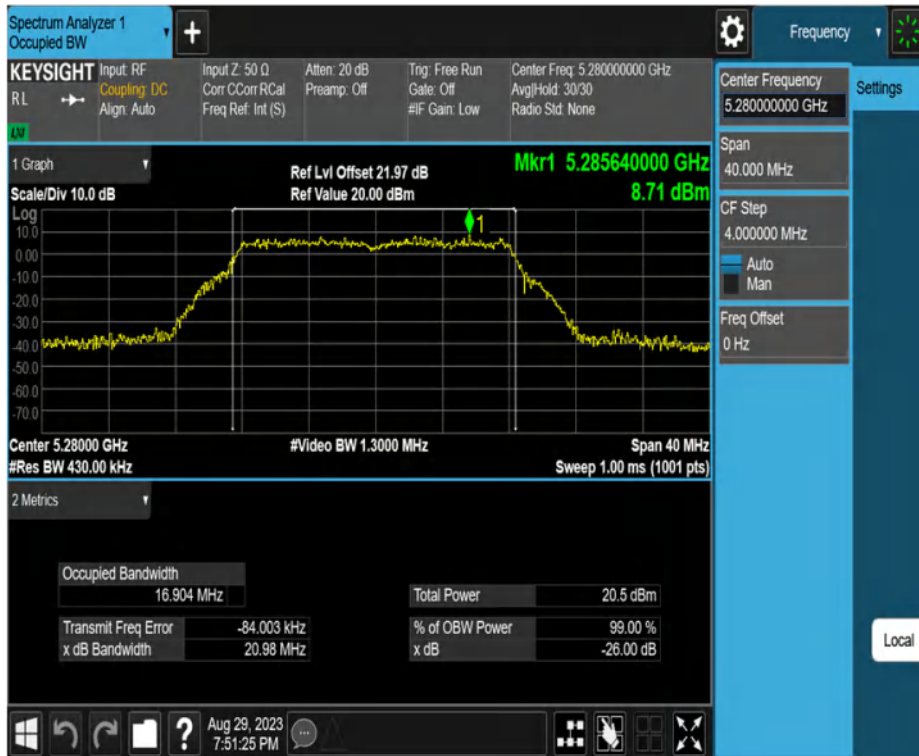 Spectrum Analyzer 1
Occupied BW
+
Frequency
KEYSIGHT
RL
LXI
Input: RF
Coupling: DC
Align: Auto
Input Z: 50 Ω
Corr CCorr RCal
Freq Ref: Int (S)
Atten: 20 dB
Preamp: Off
Trig: Free Run
Gate: Off
#IF Gain: Low
Center Freq: 5.280000000 GHz
Avg|Hold: 30/30
Radio Std: None
Center Frequency
5.280000000 GHz
Settings
Span
40.000 MHz
CF Step
4.000000 MHz
Auto
Man
Freq Offset
0 Hz
Local
1 Graph
Scale/Div 10.0 dB
Ref Lvl Offset 21.97 dB
Ref Value 20.00 dBm
Mkr1 5.285640000 GHz
8.71 dBm
Log
10.0
0.00
-10.0
-20.0
-30.0
-40.0
-50.0
-60.0
-70.0
1
Center 5.28000 GHz
#Video BW 1.3000 MHz
Span 40 MHz
#Res BW 430.00 kHz
Sweep 1.00 ms (1001 pts)
2 Metrics
Occupied Bandwidth
16.904 MHz
Total Power 20.5 dBm
Transmit Freq Error -84.003 kHz
% of OBW Power 99.00 %
x dB Bandwidth 20.98 MHz
x dB -26.00 dB
?
Aug 29, 2023
7:51:25 PM